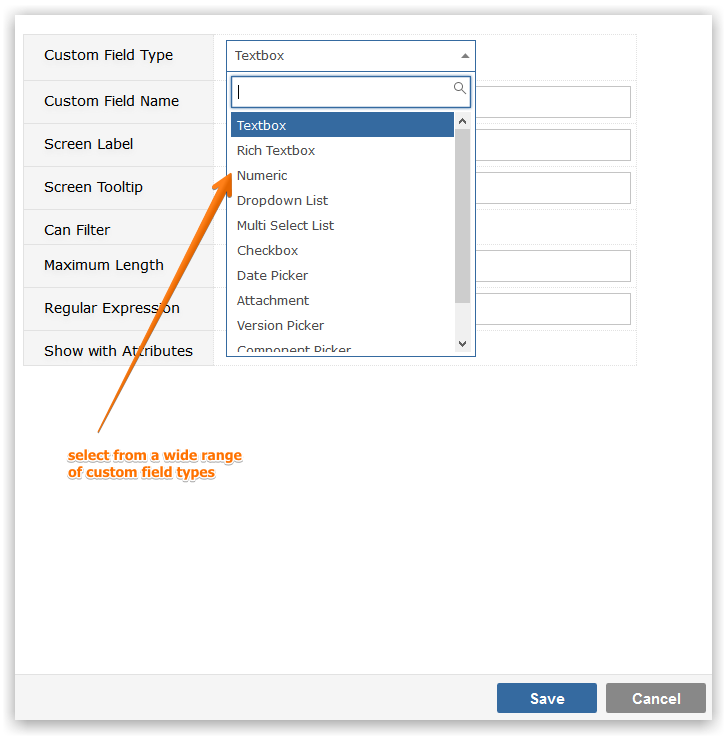 Custom Field Type
Textbox
Custom Field Name
Textbox
Screen Label
Rich Textbox
Screen Tooltip
Numeric
Dropdown List
Can Filter
Multi Select List
Maximum Length
Checkbox
Date Picker
Regular Expression
Attachment
Version Picker
Show with Attributes
Component Picker
select from a wide range
of custom field types
Save
Cancel